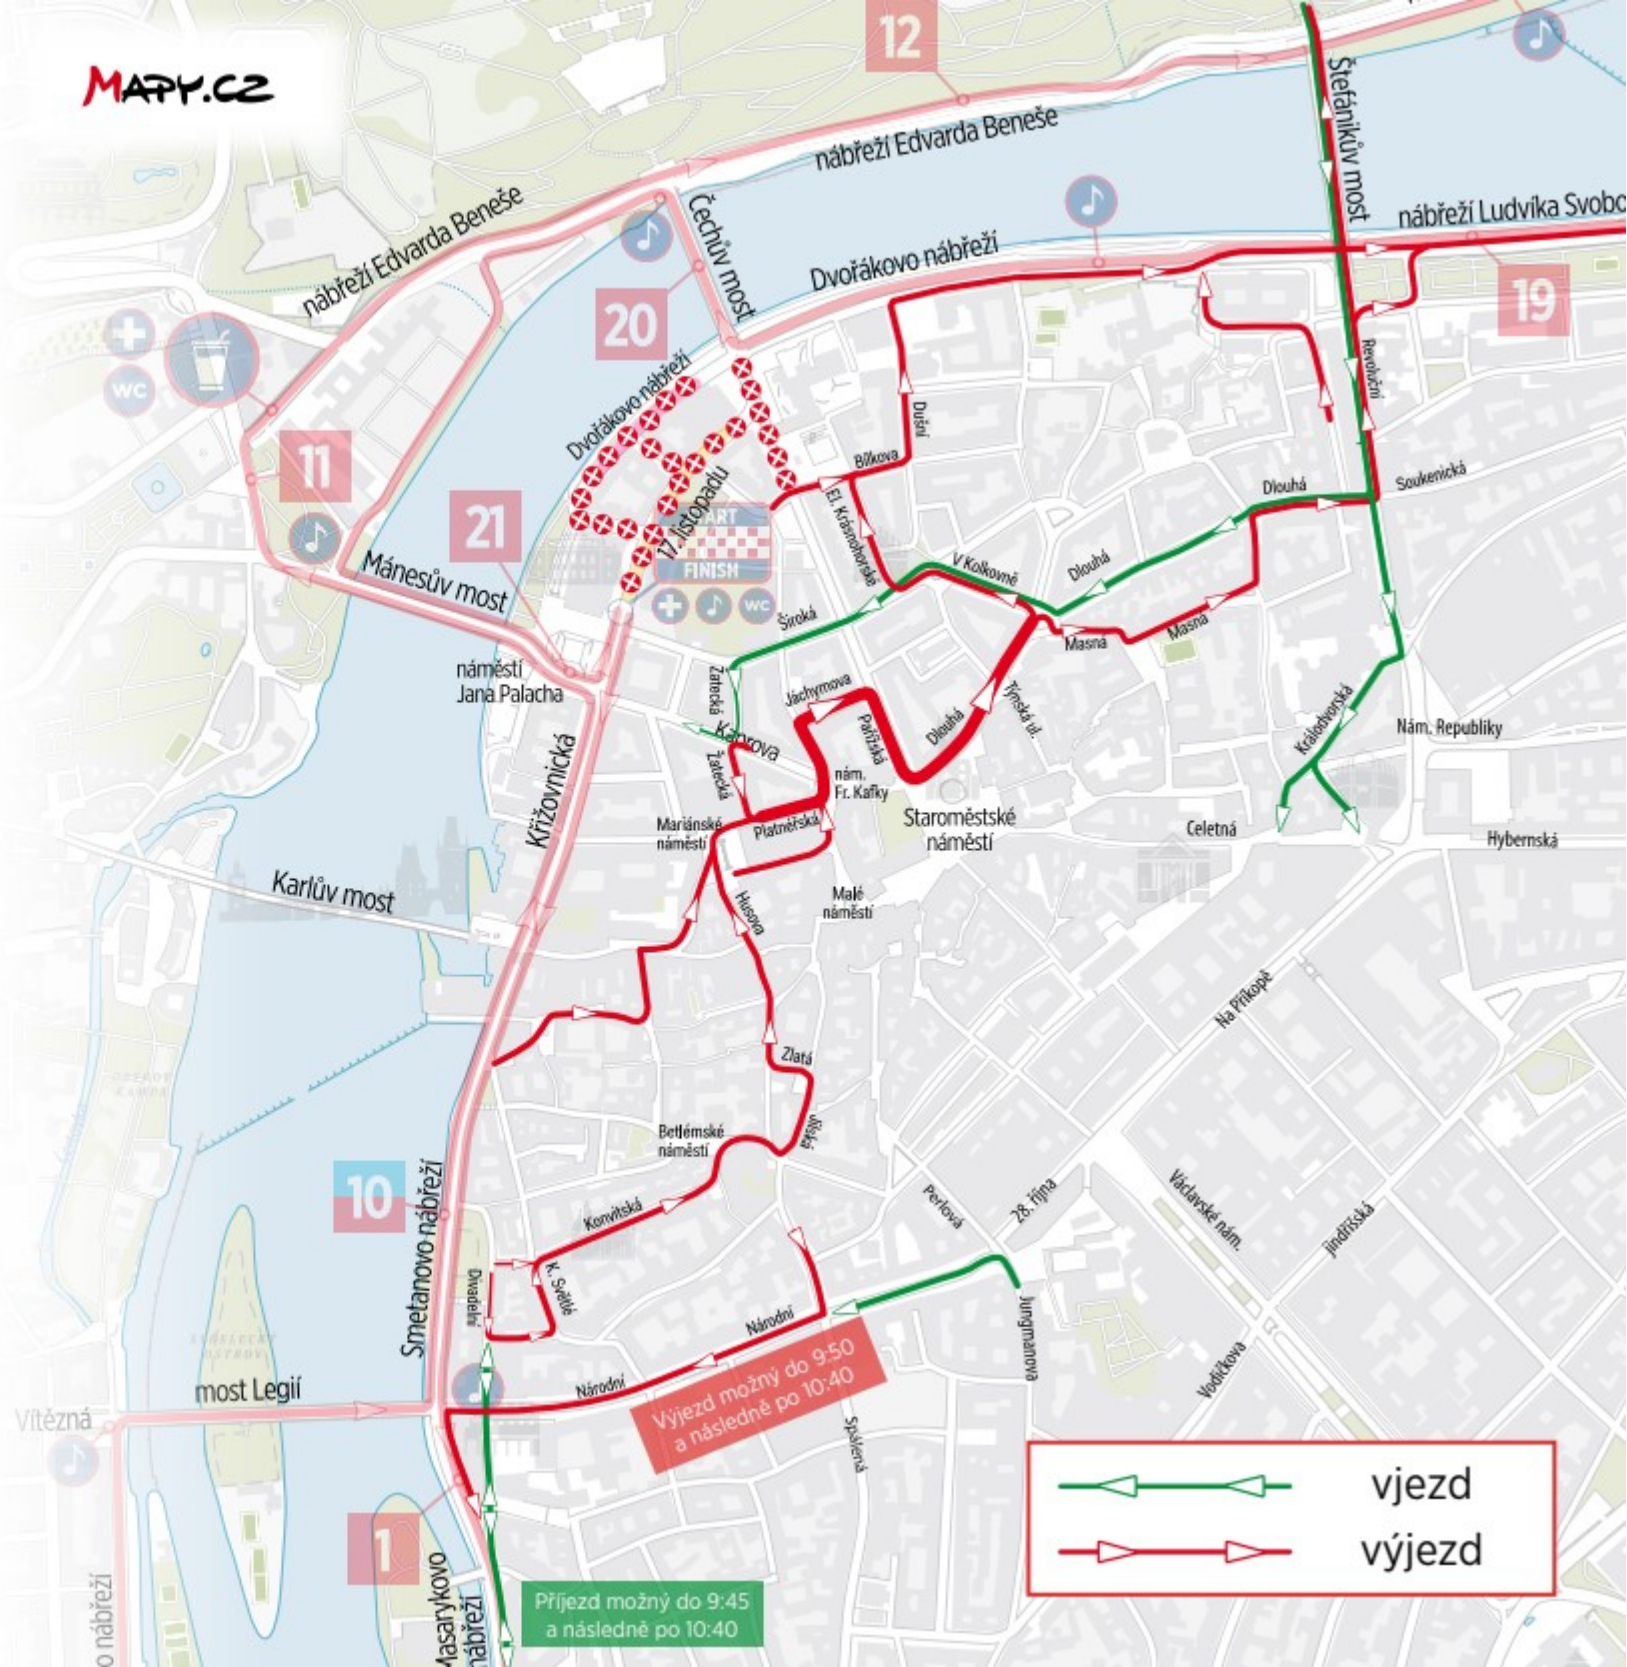 MAPY.CZ
12
Štefánikův most
nábřeží Edvarda Beneše
nábřeží Edvarda Beneše
Čechův most
nábřeží Ludvíka Svobo
Dvořákovo nábřeží
19
20
WC
Dvořákovo nábřeží
Revoluční
Dušní
11
Bílkova
17. listopadu
Soukenická
Dlouhá
El. Krásnohorské
21
ART
FINISH
WC
V Kolkovně
Dlouhá
Mánesův most
Široká
Masná
Masná
náměstí
Jana Palacha
Žatecká
Jáchymova
Pařížská
Dlouhá
Týnská ul.
Královodvorská
Nám. Republiky
Kaprova
Žatecká
Křižovnická
nám.
Fr. Kafky
Staroměstské
náměstí
Mariánské
náměstí
Platnéřská
Celetná
Hybernská
Karlův most
Malé
náměstí
Husova
Na Příkopě
Zlatá
Jilská
Betlémské
náměstí
10
Smetanovo nábřeží
Konvitská
Perlová
28. října
Václavské nám.
jindřišská
Divadelní
K. Světlé
Národní
Jungmanova
Vodičkova
most Legií
Národní
Vítězná
Výjezd možný do 9:50
a následně po 10:40
Spálená
vjezd
výjezd
1
Masarykovo
nábřeží
o nábřeží
Příjezd možný do 9:45
a následně po 10:40